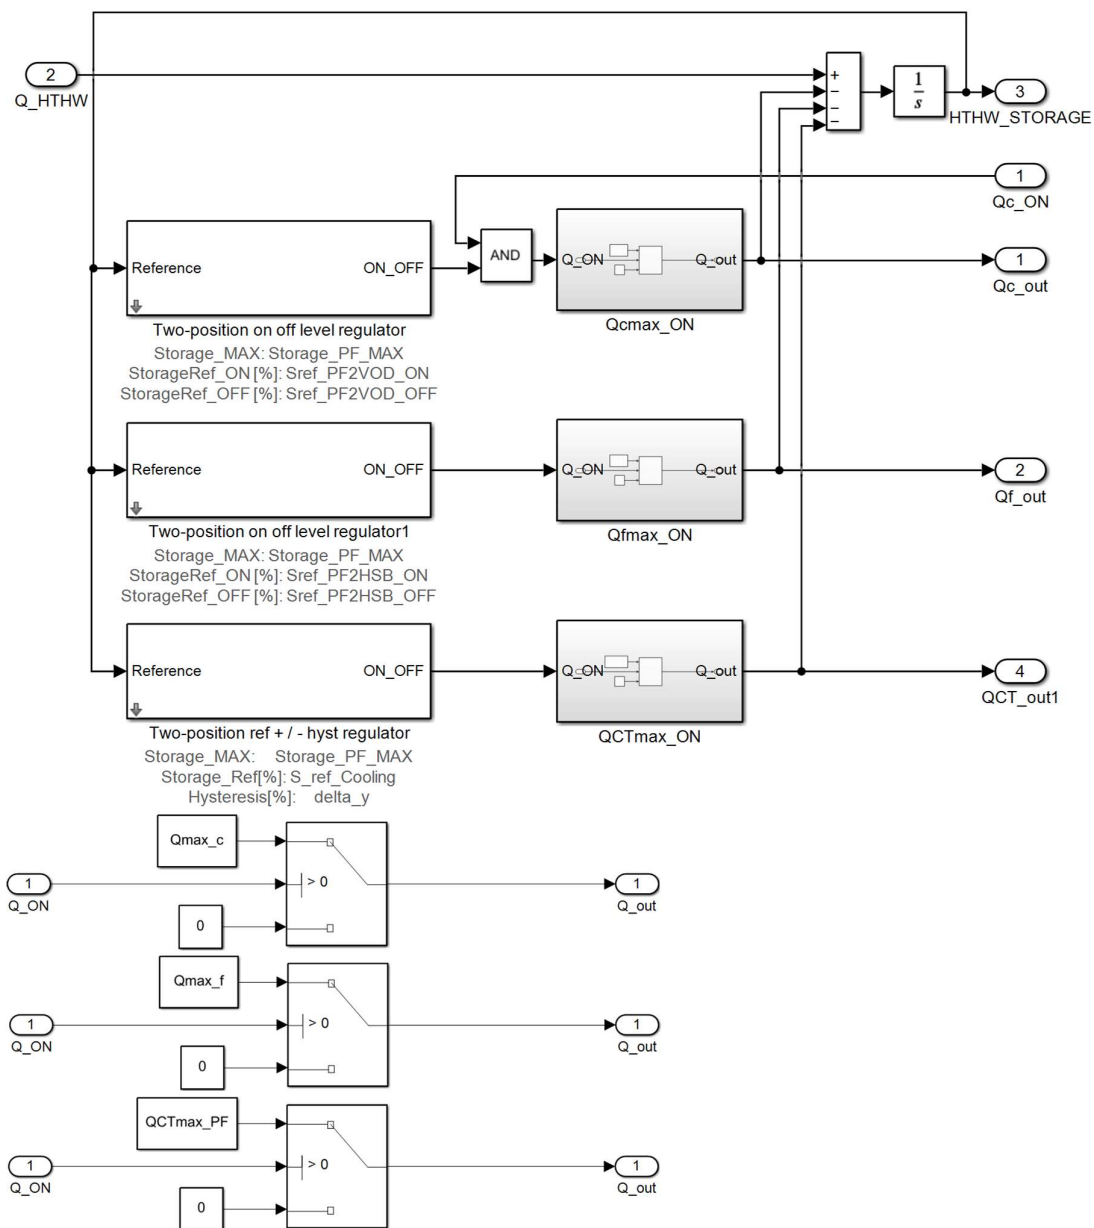 2
Q_HTHW
+
−
−
−
1
s
3
HTHW_STORAGE
1
Qc_ON
Reference
ON_OFF
AND
Q_ON
Q_out
1
Qc_out
Two-position on off level regulator
Qcmax_ON
Storage_MAX: Storage_PF_MAX
StorageRef_ON [%]: Sref_PF2VOD_ON
StorageRef_OFF [%]: Sref_PF2VOD_OFF
Reference
ON_OFF
Q_ON
Q_out
2
Qf_out
Two-position on off level regulator1
Qfmax_ON
Storage_MAX: Storage_PF_MAX
StorageRef_ON [%]: Sref_PF2HSB_ON
StorageRef_OFF [%]: Sref_PF2HSB_OFF
Reference
ON_OFF
Q_ON
Q_out
4
QCT_out1
Two-position ref + / - hyst regulator
QCTmax_ON
Storage_MAX: Storage_PF_MAX
Storage_Ref[%]: S_ref_Cooling
Hysteresis[%]: delta_y
Qmax_c
1
Q_ON
> 0
1
Q_out
0
Qmax_f
1
Q_ON
> 0
1
Q_out
0
QCTmax_PF
1
Q_ON
> 0
1
Q_out
0